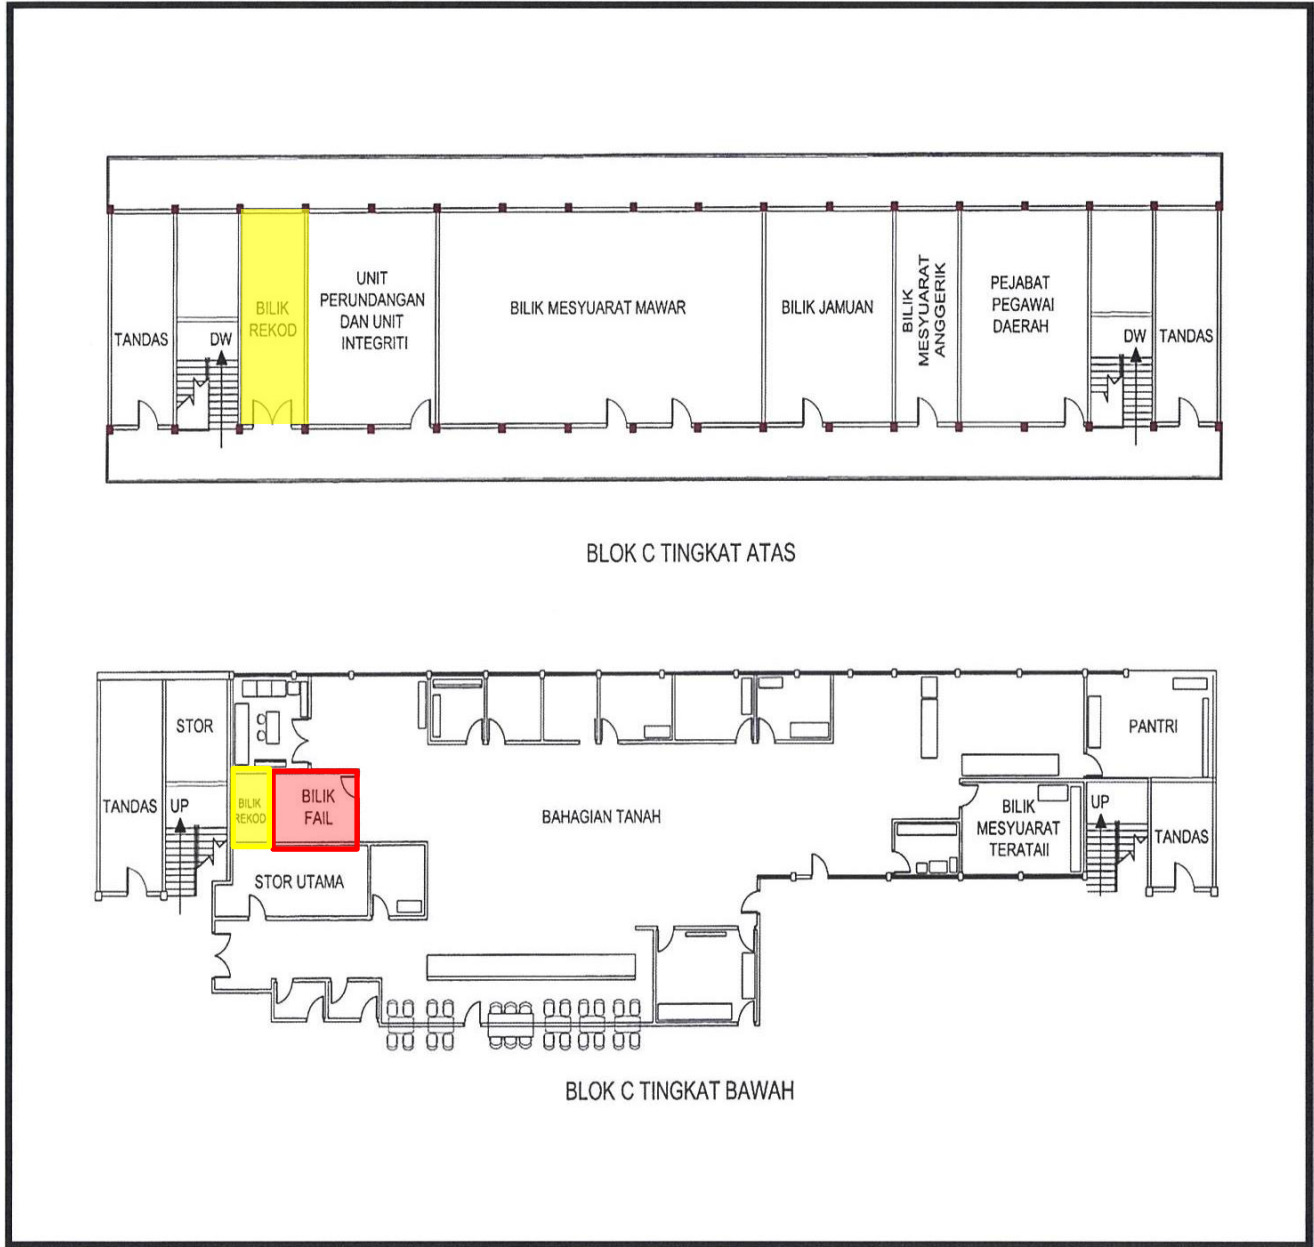 TANDAS
DW
BILIK
REKOD
UNIT
PERUNDANGAN
DAN UNIT
INTEGRITI
BILIK MESYUARAT MAWAR
BILIK JAMUAN
BILIK
MESYUARAT
ANGGERIK
PEJABAT
PEGAWAI
DAERAH
DW
TANDAS
BLOK C TINGKAT ATAS
TANDAS
STOR
UP
BILIK
REKOD
BILIK
FAIL
STOR UTAMA
BAHAGIAN TANAH
BILIK
MESYUARAT
TERATAII
PANTRI
UP
TANDAS
BLOK C TINGKAT BAWAH